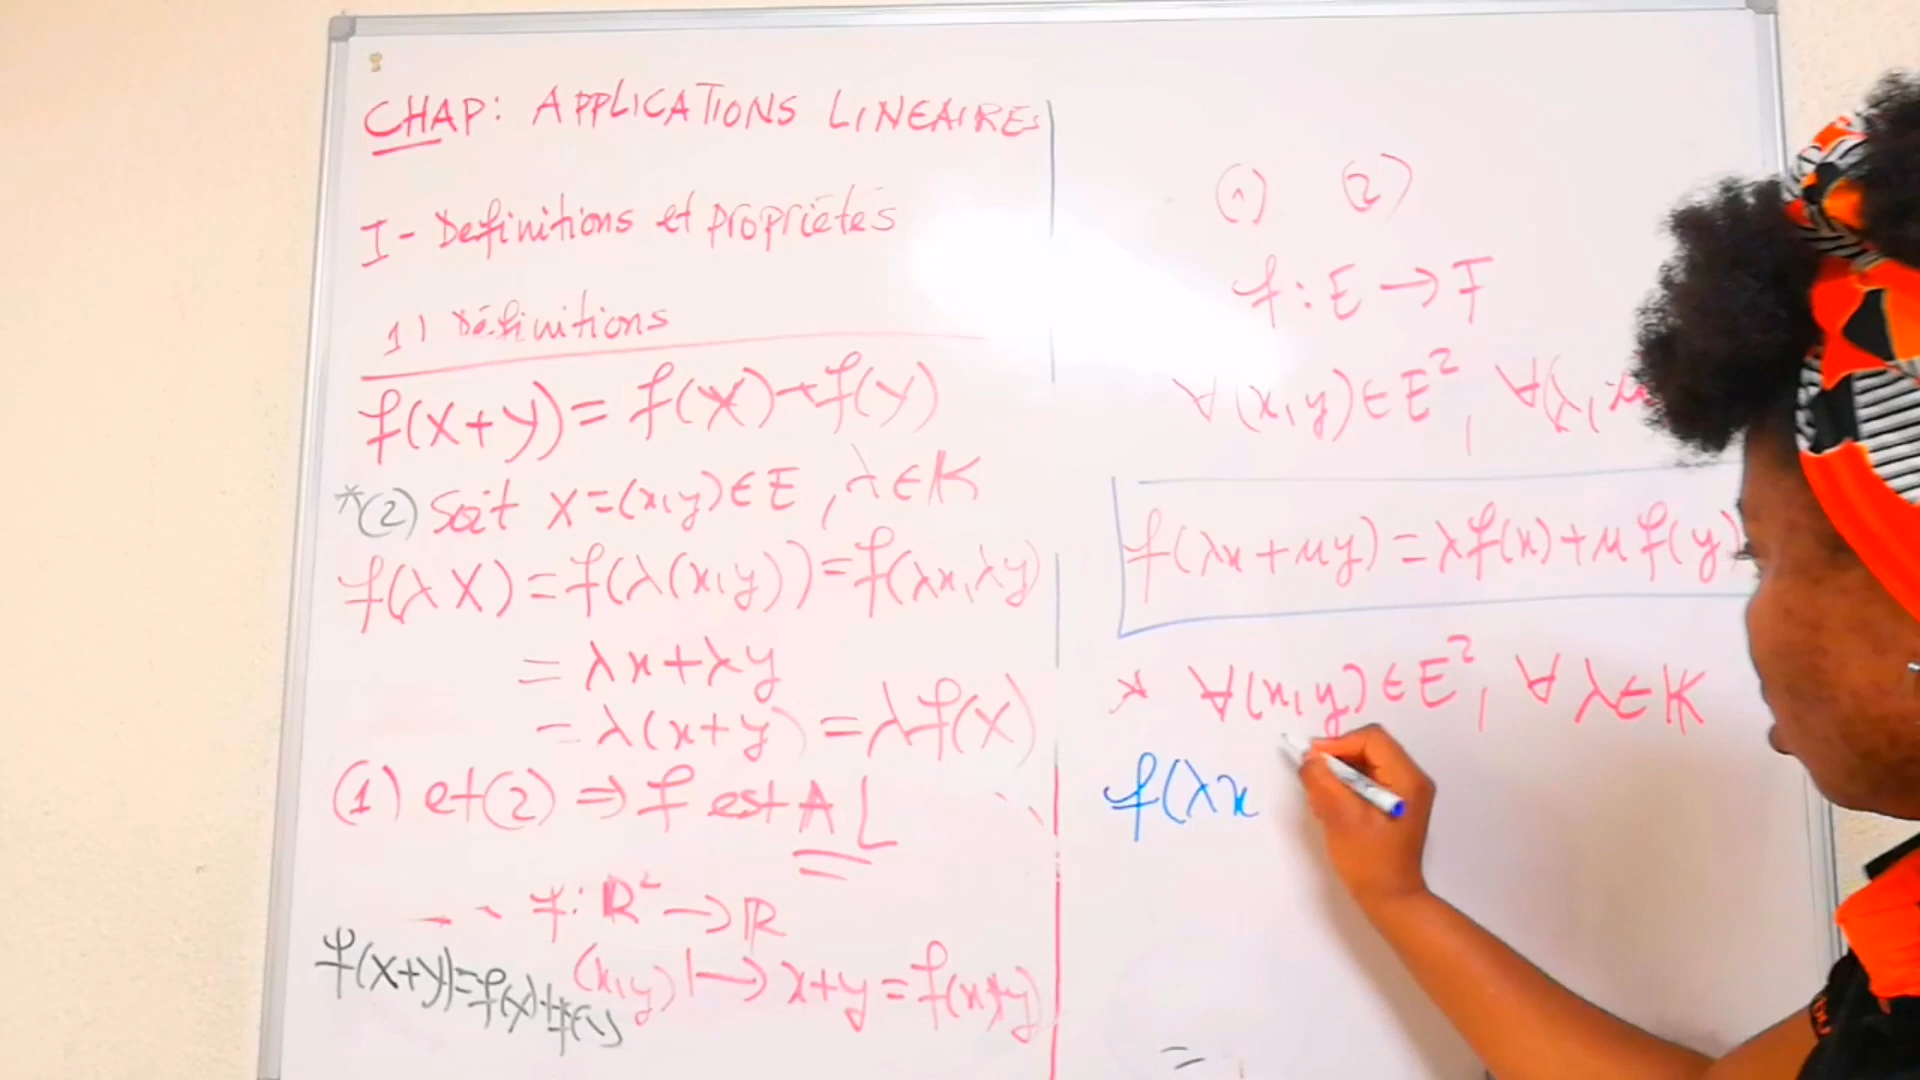 CHAP: APPLICATIONS LINEAIRES
I - Definitions et propriétés
1) Définitions
f(X+Y) = f(X)+f(Y)
*(2) Soit X=(x,y)∈E, λ∈K
f(λX) = f(λ(x,y)) = f(λx,λy)
= λx+λy
= λ(x+y) = λf(X)
(1) et (2) ⇒ f est AL
f: R² → R
(x,y) ↦ x+y = f(x,y)
f(X+Y)=f(X)+f(Y)
(1) (2)
f: E → F
∀(x,y)∈E², ∀(λ,μ
f(λx+μy) = λf(x)+μf(y)
* ∀(x,y)∈E², ∀λ∈K
f(λx
=